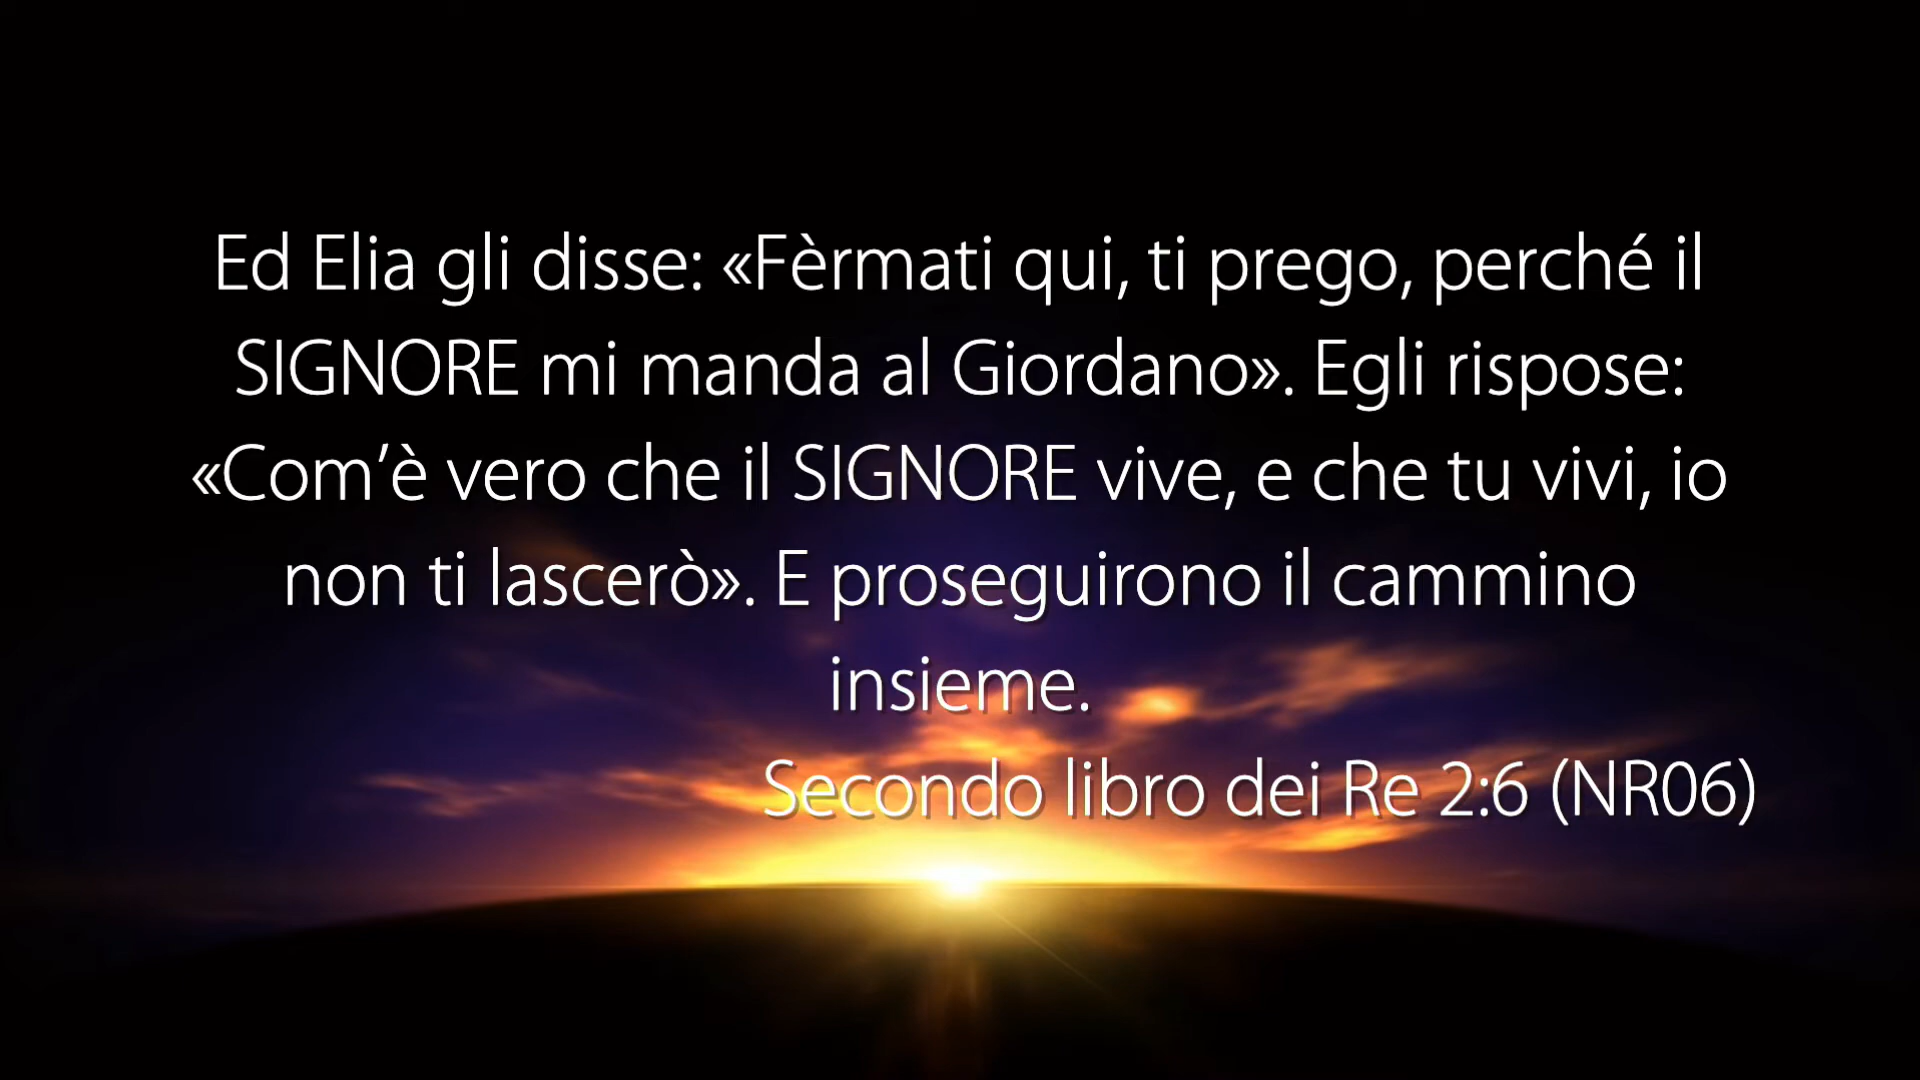 Ed Elia gli disse: «Fèrmati qui, ti prego, perché il
SIGNORE mi manda al Giordano». Egli rispose:
«Com’è vero che il SIGNORE vive, e che tu vivi, io
non ti lascerò». E proseguirono il cammino
insieme.
Secondo libro dei Re 2:6 (NR06)